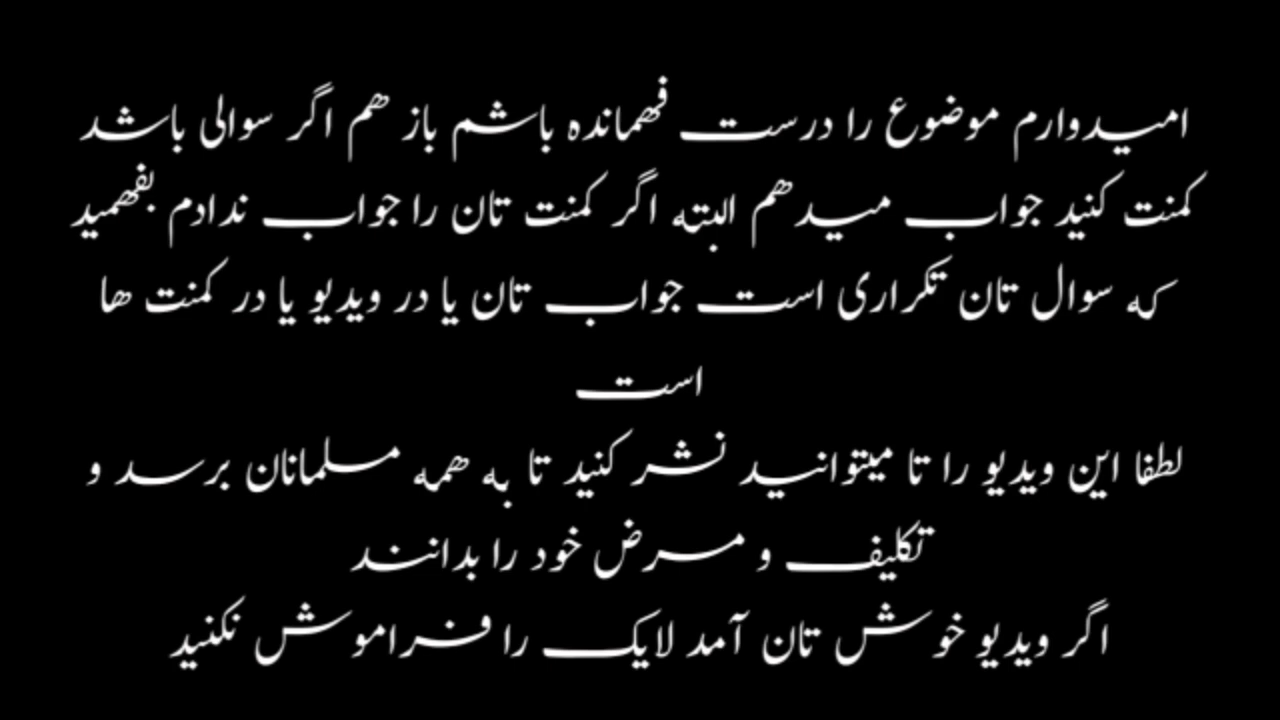 امیدوارم موضوع را درست فهمانده باشم باز هم اگر سوالی باشد
کمنت کنید جواب میدهم البته اگر کمنت تان را جواب ندادم بفهمید
که سوال تان تکراری است جواب تان یا در ویدیو یا در کمنت ها
است
لطفا این ویدیو را تا میتوانید نشر کنید تا به همه مسلمانان برسد و
تکلیف و مرض خود را بدانند
اگر ویدیو خوش تان آمد لایک را فراموش نکنید